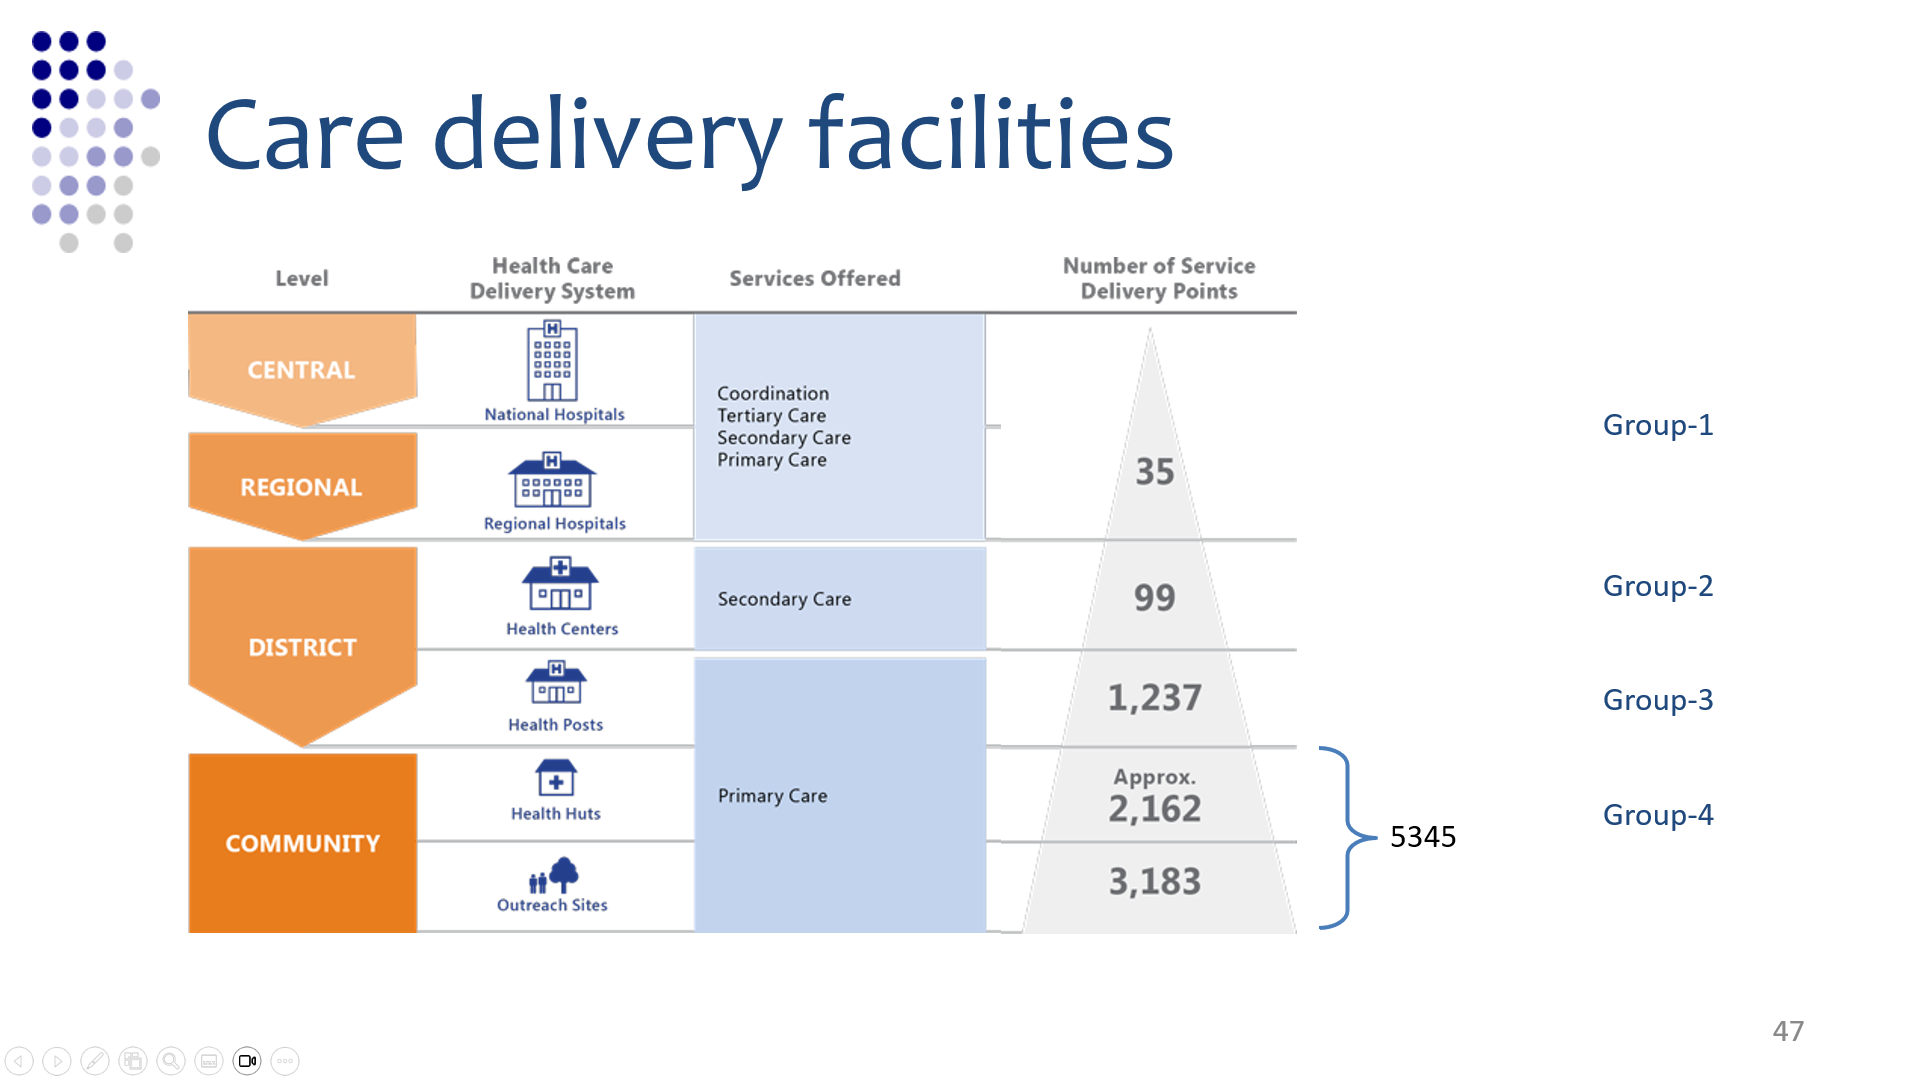 Care delivery facilities
Level
Health Care
Delivery System
Services Offered
Number of Service
Delivery Points
CENTRAL
National Hospitals
Coordination
Tertiary Care
Secondary Care
Primary Care
35
Group-1
REGIONAL
Regional Hospitals
DISTRICT
Health Centers
Secondary Care
99
Group-2
Health Posts
1,237
Group-3
COMMUNITY
Health Huts
Primary Care
Approx.
2,162
5345
Group-4
Outreach Sites
3,183
47